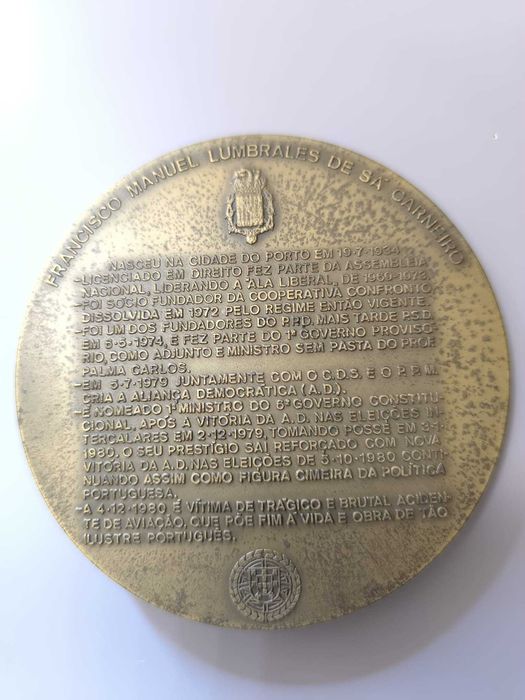 FRANCISCO MANUEL LUMBRALES DE SÁ CARNEIRO
NASCEU NA CIDADE DO PORTO EM 19-7-1934
-LICENCIADO EM DIREITO FEZ PARTE DA ASSEMBLEIA
NACIONAL, LIDERANDO A ALA LIBERAL, DE 1969-1973.
FOI SÓCIO FUNDADOR DA COOPERATIVA CONFRONTO
DISSOLVIDA EM 1972 PELO REGIME ENTÃO VIGENTE
-FOI UM DOS FUNDADORES DO P.P.D. MAIS TARDE P.S.D.
EM 6-5-1974, E FEZ PARTE DO 1º GOVERNO PROVISÓ-
RIO, COMO ADJUNTO E MINISTRO SEM PASTA DO PROF.
PALMA CARLOS.
-EM 5-7-1979 JUNTAMENTE COM O C.D.S. E O P.P.M.
CRIA A ALIANÇA DEMOCRÁTICA (A.D.).
-É NOMEADO 1º MINISTRO DO 6º GOVERNO CONSTITU-
CIONAL, APÓS A VITÓRIA DA A.D. NAS ELEIÇÕES IN-
TERCALARES EM 2-12-1979, TOMANDO POSSE EM 3-1-
1980. O SEU PRESTÍGIO SAI REFORÇADO COM NOVA
VITÓRIA DA A.D. NAS ELEIÇÕES DE 5-10-1980 CONTI-
NUANDO ASSIM COMO FIGURA CIMEIRA DA POLÍTICA
PORTUGUESA.
-A 4-12-1980, É VÍTIMA DE TRÁGICO E BRUTAL ACIDEN-
TE DE AVIAÇÃO, QUE PÕE FIM À VIDA E OBRA DE TÃO
ILUSTRE PORTUGUÊS.